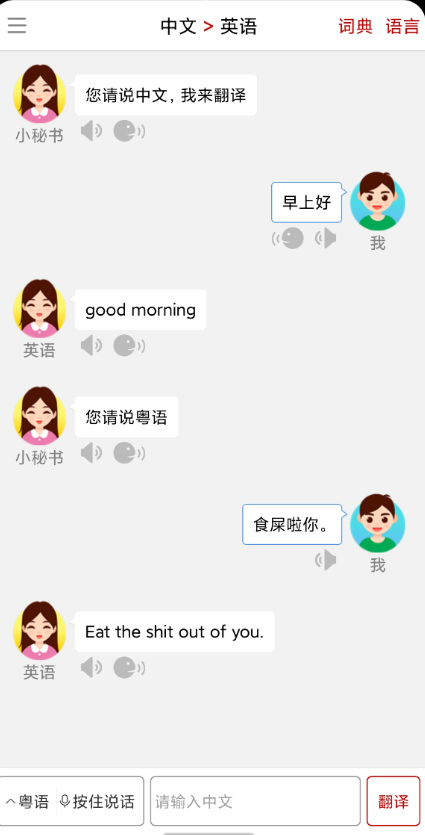 中文 > 英语
词典 语言
您请说中文，我来翻译
小秘书
早上好
我
good morning
英语
您请说粤语
小秘书
食屎啦你。
我
Eat the shit out of you.
英语
粤语 按住说话 请输入中文 翻译